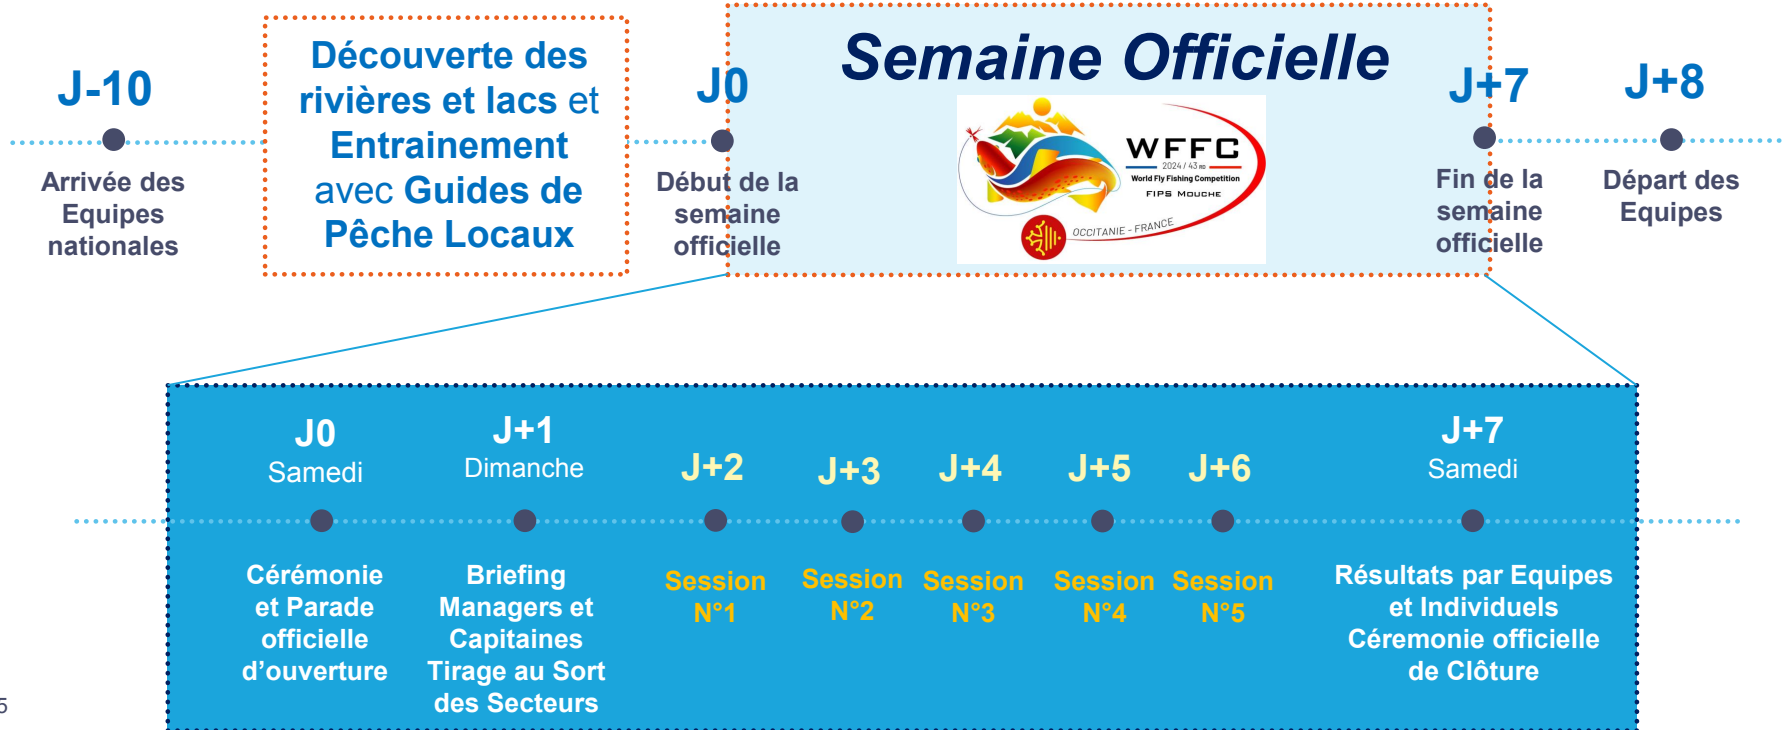 J-10
Arrivée des
Equipes
nationales
Découverte des
rivières et lacs et
Entrainement
avec Guides de
Pêche Locaux
J0
Début de la
semaine
officielle
Semaine Officielle
WFFC
2024 / 43 RD
World Fly Fishing Competition
FIPS MOUCHE
OCCITANIE - FRANCE
J+7
Fin de la
semaine
officielle
J+8
Départ des
Equipes
J0
Samedi
Cérémonie
et Parade
officielle
d’ouverture
J+1
Dimanche
Briefing
Managers et
Capitaines
Tirage au Sort
des Secteurs
J+2
Session
N°1
J+3
Session
N°2
J+4
Session
N°3
J+5
Session
N°4
J+6
Session
N°5
J+7
Samedi
Résultats par Equipes
et Individuels
Céremonie officielle
de Clôture
5